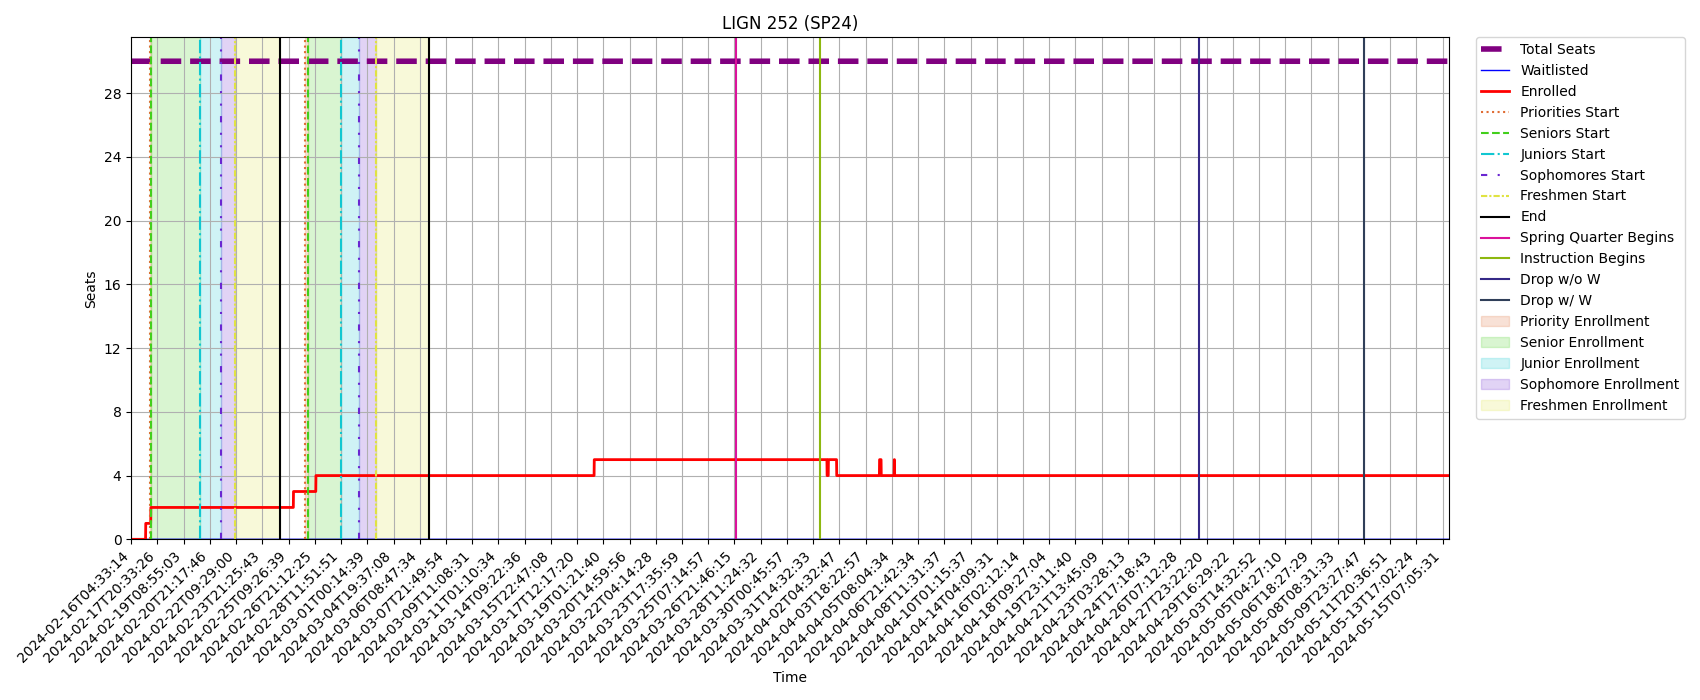 LIGN 252 (SP24)
Seats
28
24
20
16
12
8
4
0
2024-02-16T04:33:14
2024-02-17T20:33:26
2024-02-19T08:55:03
2024-02-20T21:17:46
2024-02-22T09:29:00
2024-02-23T21:25:43
2024-02-25T09:26:39
2024-02-26T21:12:25
2024-02-28T11:51:51
2024-03-01T00:14:39
2024-03-04T19:37:08
2024-03-06T08:47:34
2024-03-07T21:49:54
2024-03-09T11:08:31
2024-03-11T01:10:34
2024-03-14T09:22:36
2024-03-15T22:47:08
2024-03-17T12:17:20
2024-03-19T01:21:40
2024-03-20T14:59:56
2024-03-22T04:14:28
2024-03-23T17:35:59
2024-03-25T07:14:57
2024-03-26T21:46:15
2024-03-28T11:24:32
2024-03-30T00:45:57
2024-03-31T14:32:33
2024-04-02T04:32:47
2024-04-03T18:22:57
2024-04-05T08:04:34
2024-04-06T21:42:34
2024-04-08T11:31:37
2024-04-10T01:15:37
2024-04-14T04:09:31
2024-04-16T02:12:14
2024-04-18T09:27:04
2024-04-19T23:11:40
2024-04-21T13:45:09
2024-04-23T03:28:13
2024-04-24T17:18:43
2024-04-26T07:12:28
2024-04-27T23:22:20
2024-04-29T16:29:22
2024-05-03T14:32:52
2024-05-05T04:27:10
2024-05-06T18:27:29
2024-05-08T08:31:33
2024-05-09T23:27:47
2024-05-11T20:36:51
2024-05-13T17:02:24
2024-05-15T07:05:31
Time
Total Seats
Waitlisted
Enrolled
Priorities Start
Seniors Start
Juniors Start
Sophomores Start
Freshmen Start
End
Spring Quarter Begins
Instruction Begins
Drop w/o W
Drop w/ W
Priority Enrollment
Senior Enrollment
Junior Enrollment
Sophomore Enrollment
Freshmen Enrollment